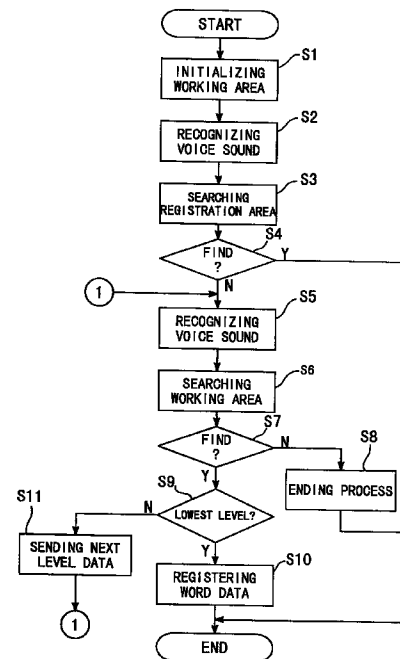 START
S1
INITIALIZING
WORKING AREA
S2
RECOGNIZING
VOICE SOUND
S3
SEARCHING
REGISTRATION AREA
S4
FIND
?
Y
N
1
S5
RECOGNIZING
VOICE SOUND
S6
SEARCHING
WORKING AREA
S7
FIND
?
N
Y
S8
ENDING PROCESS
S9
LOWEST LEVEL?
N
Y
S11
SENDING NEXT
LEVEL DATA
S10
REGISTERING
WORD DATA
1
END